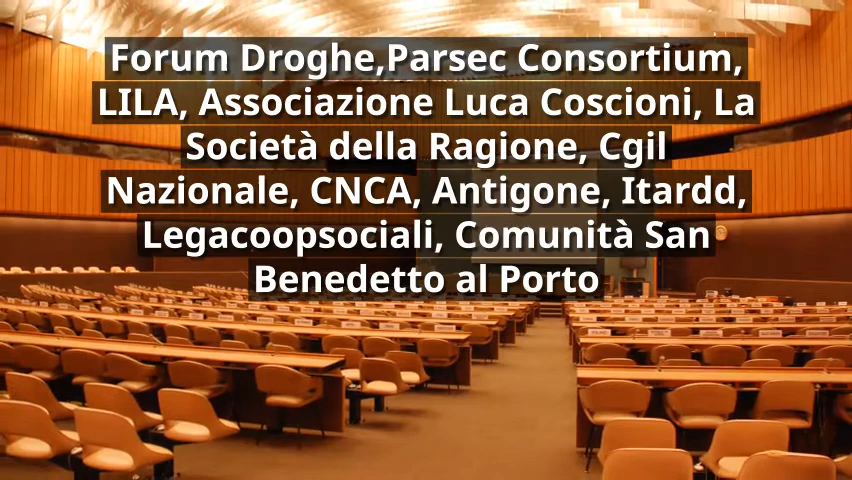 Forum Droghe,Parsec Consortium,
LILA, Associazione Luca Coscioni, La
Società della Ragione, Cgil
Nazionale, CNCA, Antigone, Itardd,
Legacoopsociali, Comunità San
Benedetto al Porto